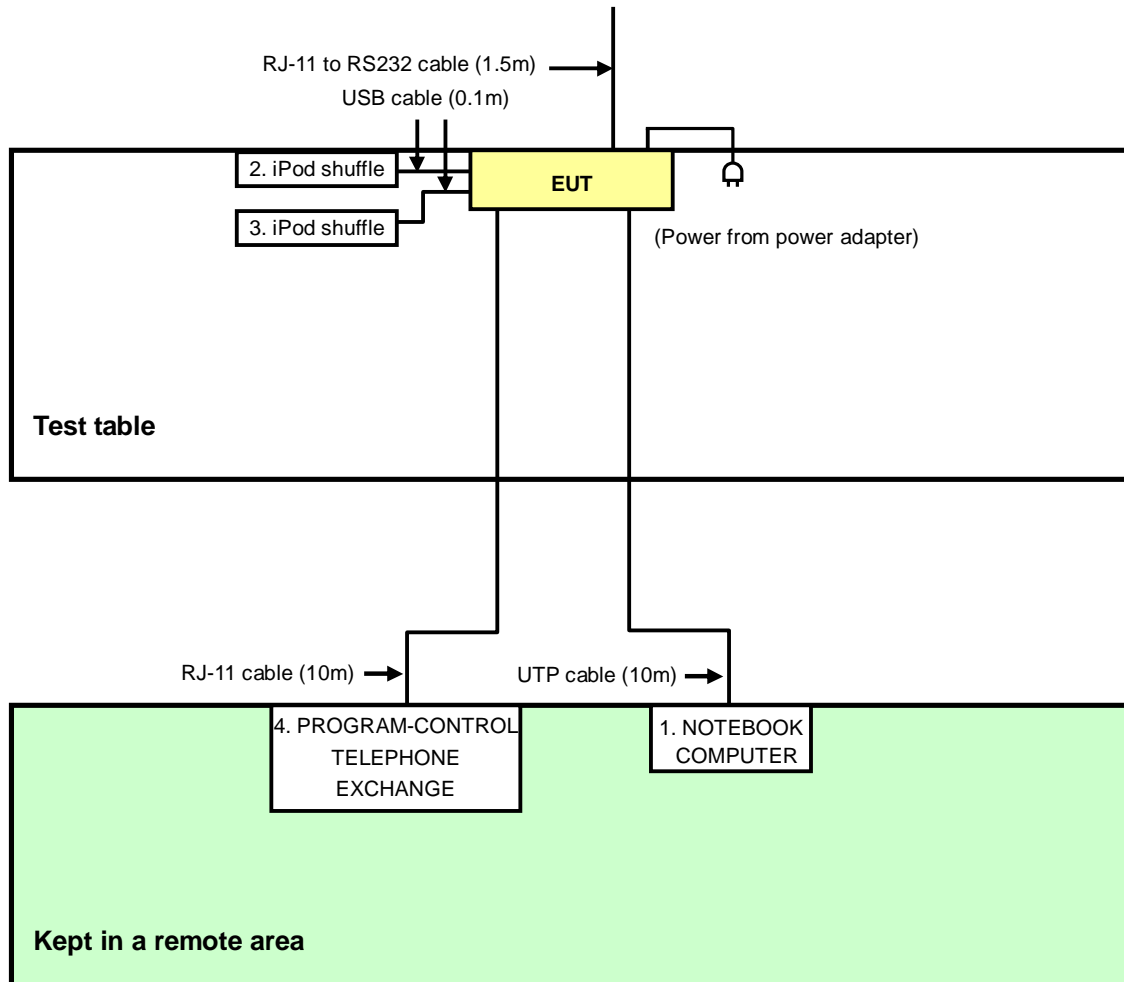 RJ-11 to RS232 cable (1.5m)
USB cable (0.1m)
2. iPod shuffle
EUT
3. iPod shuffle
(Power from power adapter)
Test table
RJ-11 cable (10m)
UTP cable (10m)
4. PROGRAM-CONTROL
TELEPHONE
EXCHANGE
1. NOTEBOOK
COMPUTER
Kept in a remote area